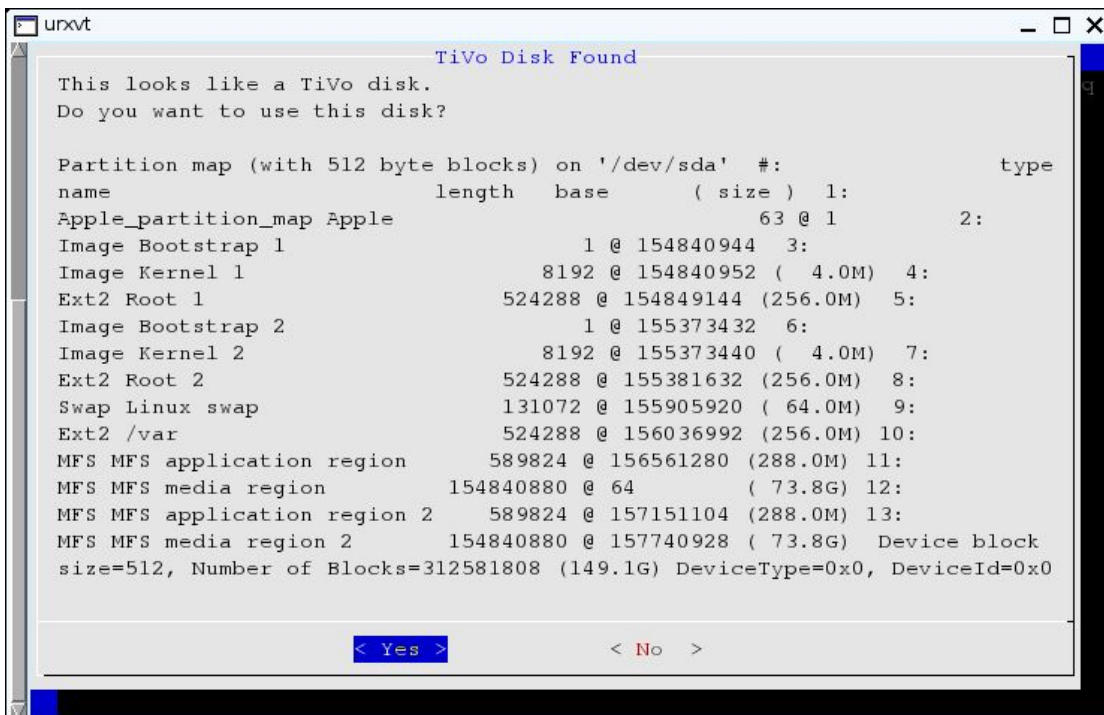 urxvt
TiVo Disk Found
This looks like a TiVo disk.
Do you want to use this disk?
Partition map (with 512 byte blocks) on '/dev/sda'  #:                    type
name                           length   base      ( size )  1:
Apple_partition_map Apple                              63 @ 1         2:
Image Bootstrap 1                        1 @ 154840944  3:
Image Kernel 1                        8192 @ 154840952 (  4.0M)  4:
Ext2 Root 1                         524288 @ 154849144 (256.0M)  5:
Image Bootstrap 2                        1 @ 155373432  6:
Image Kernel 2                        8192 @ 155373440 (  4.0M)  7:
Ext2 Root 2                         524288 @ 155381632 (256.0M)  8:
Swap Linux swap                     131072 @ 155905920 ( 64.0M)  9:
Ext2 /var                           524288 @ 156036992 (256.0M) 10:
MFS MFS application region         589824 @ 156561280 (288.0M) 11:
MFS MFS media region            154840880 @ 64        ( 73.8G) 12:
MFS MFS application region 2       589824 @ 157151104 (288.0M) 13:
MFS MFS media region 2          154840880 @ 157740928 ( 73.8G)  Device block
size=512, Number of Blocks=312581808 (149.1G) DeviceType=0x0, DeviceId=0x0
< Yes >            < No  >